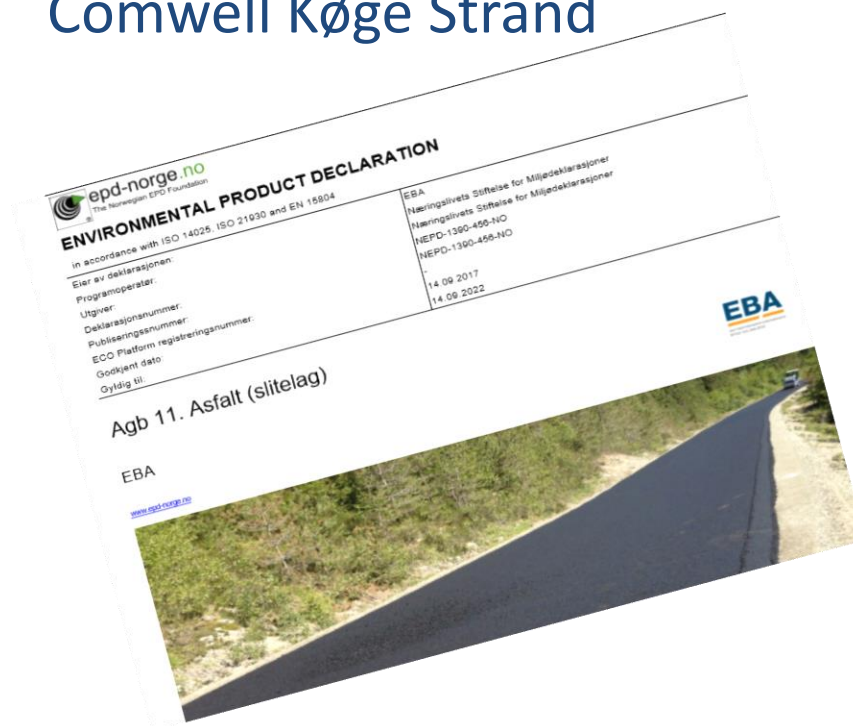 Comwell Køge Strand
epd-norge.no
The Norwegian EPD Foundation
ENVIRONMENTAL PRODUCT DECLARATION
in accordance with ISO 14025, ISO 21930 and EN 15804
Eier av deklarasjonen: EBA
Programoperatør: Næringslivets Stiftelse for Miljødeklarasjoner
Utgiver: Næringslivets Stiftelse for Miljødeklarasjoner
Deklarasjonsnummer: NEPD-1390-456-NO
Publiseringssnummer: NEPD-1390-456-NO
ECO Platform registreringsnummer: -
Godkjent dato: 14.09.2017
Gyldig til: 14.09.2022
EBA
Agb 11. Asfalt (slitelag)
EBA
www.epd-norge.no